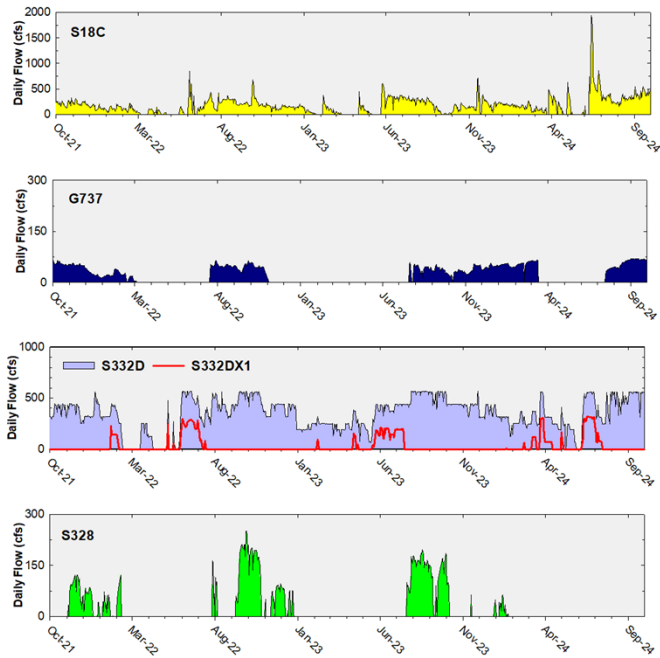 2000
1500
1000
500
0
Daily Flow (cfs)
S18C
Oct-21 Mar-22 Aug-22 Jan-23 Jun-23 Nov-23 Apr-24 Sep-24
300
150
0
Daily Flow (cfs)
G737
Oct-21 Mar-22 Aug-22 Jan-23 Jun-23 Nov-23 Apr-24 Sep-24
1000
500
0
Daily Flow (cfs)
S332D S332DX1
Oct-21 Mar-22 Aug-22 Jan-23 Jun-23 Nov-23 Apr-24 Sep-24
300
150
0
Daily Flow (cfs)
S328
Oct-21 Mar-22 Aug-22 Jan-23 Jun-23 Nov-23 Apr-24 Sep-24